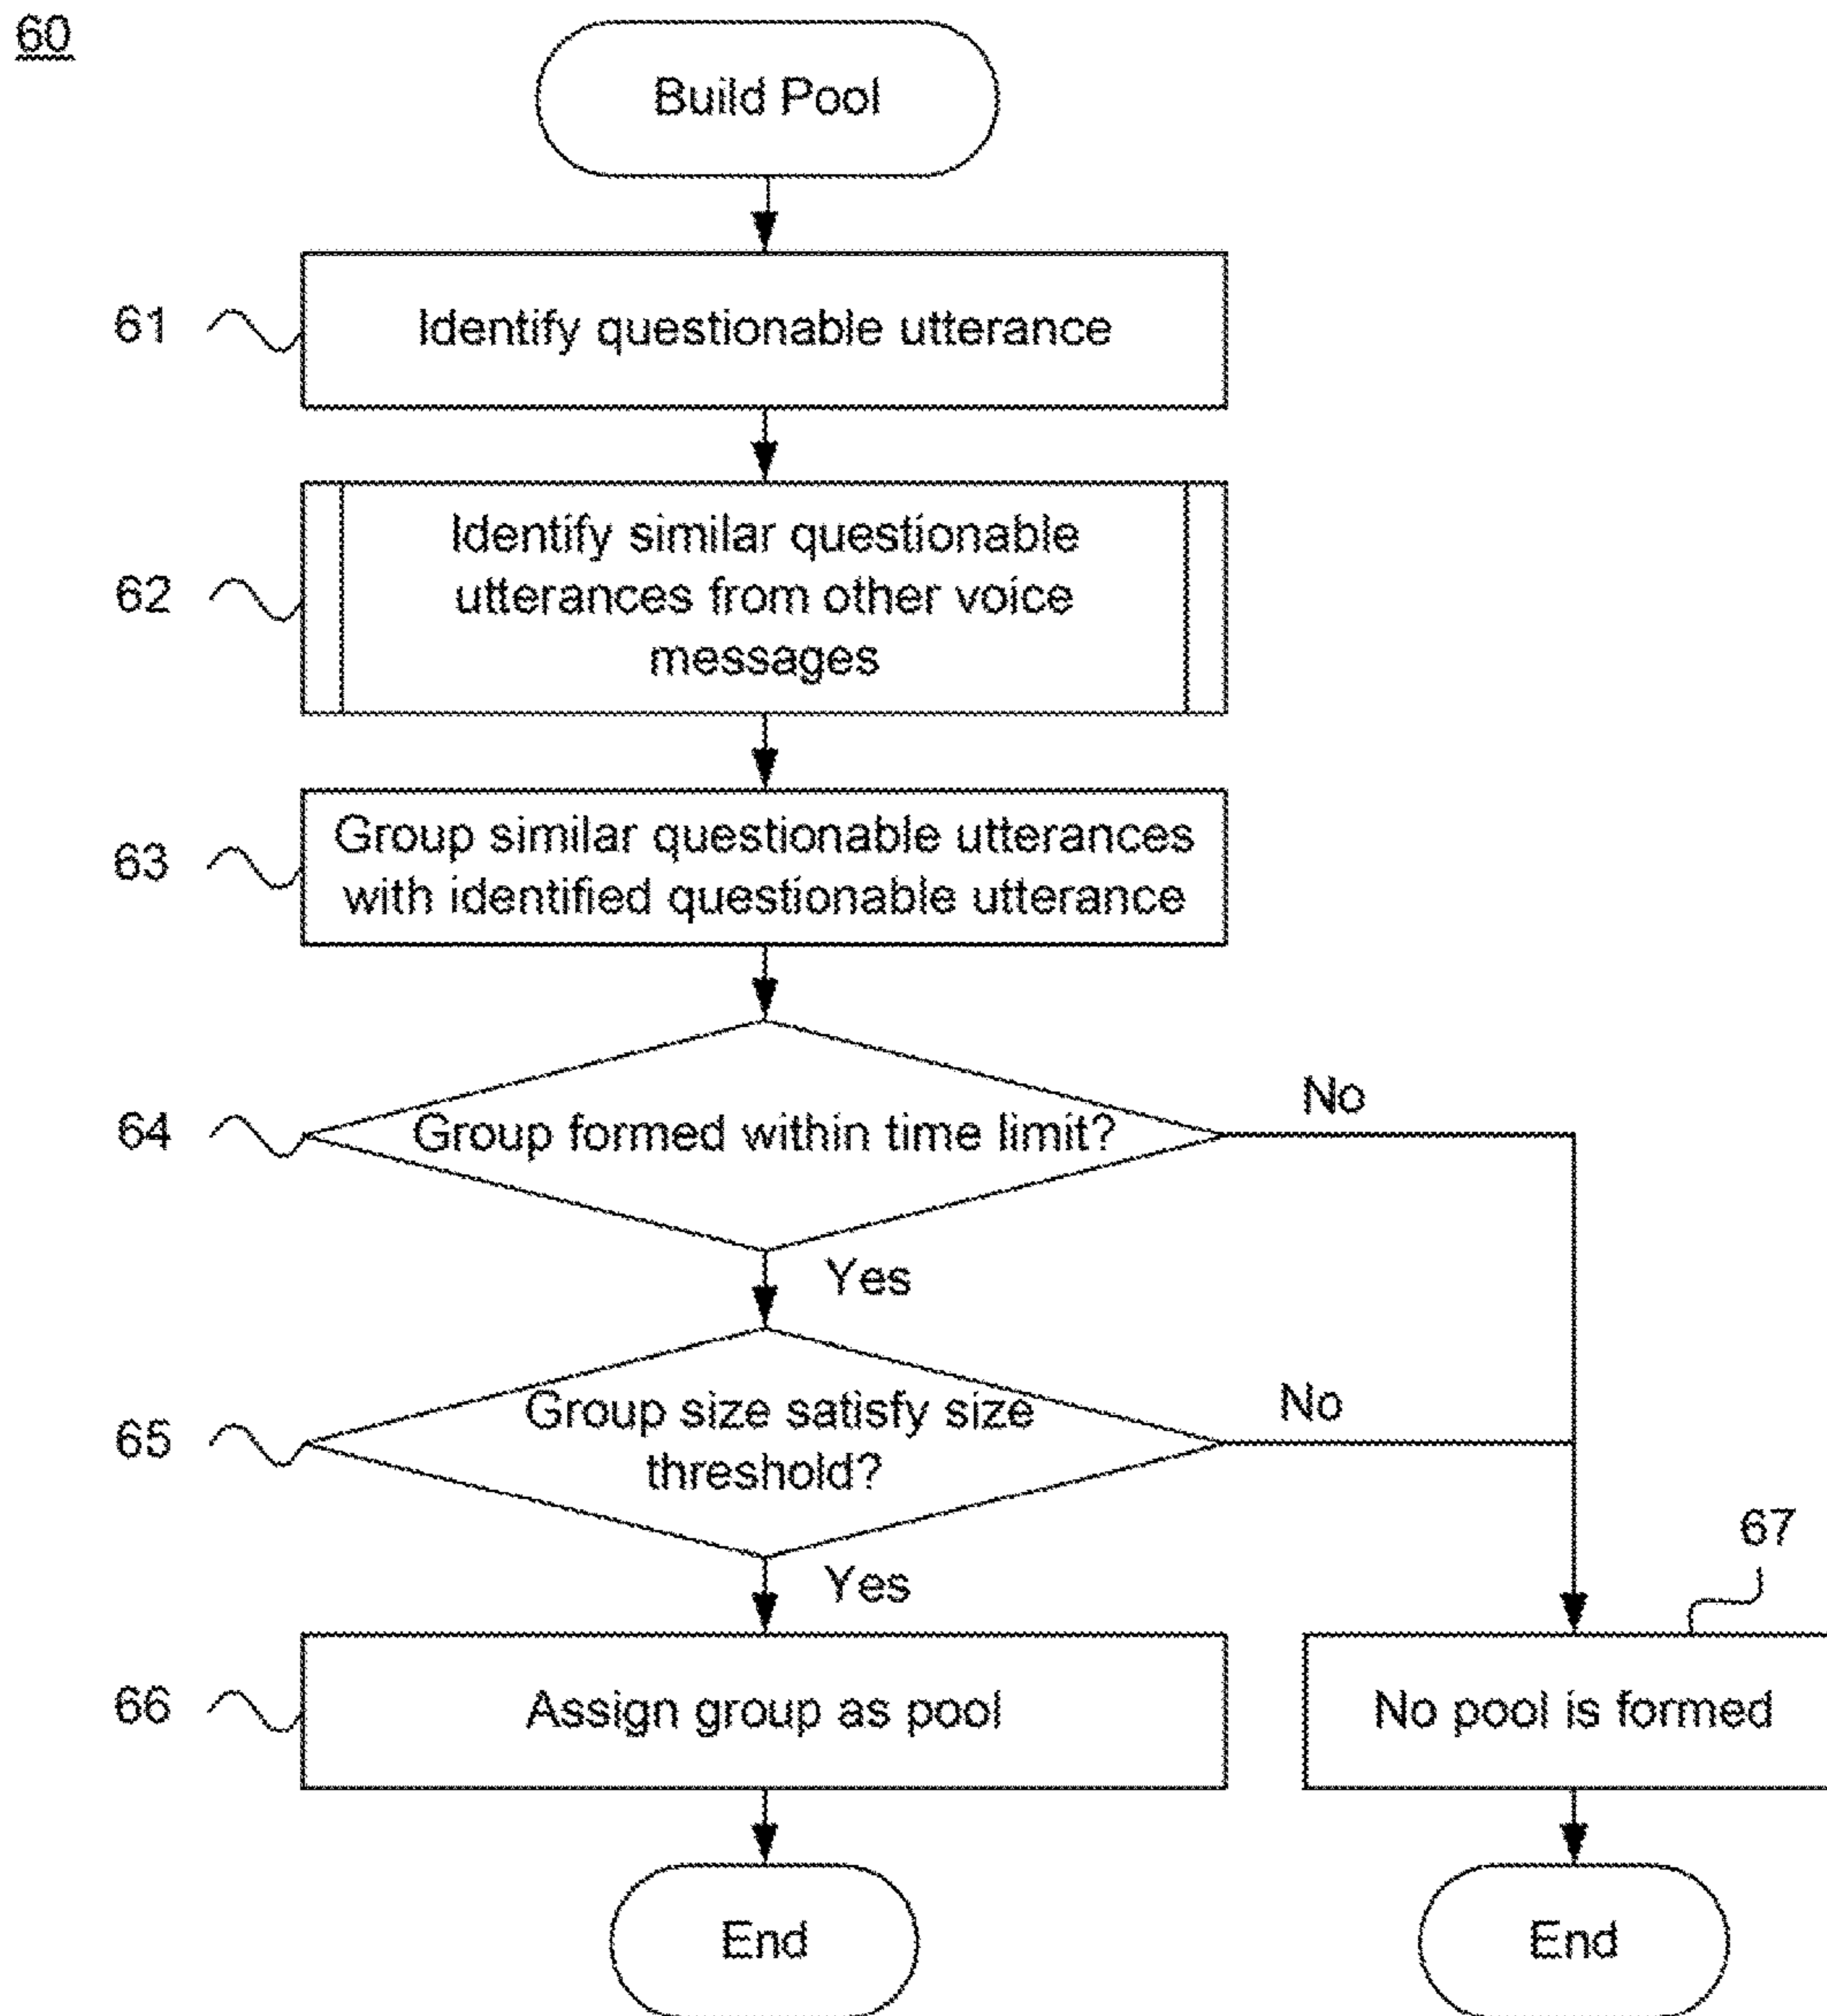 60
Build Pool
61
Identify questionable utterance
62
Identify similar questionable
utterances from other voice
messages
63
Group similar questionable utterances
with identified questionable utterance
64
Group formed within time limit?
No
Yes
65
Group size satisfy size
threshold?
No
Yes
67
66
Assign group as pool
No pool is formed
End
End